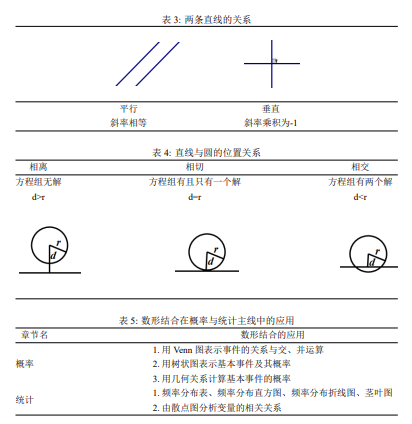 表 3: 两条直线的关系
平行 垂直
斜率相等 斜率乘积为-1
表 4: 直线与圆的位置关系
相离 相切 相交
方程组无解 方程组有且只有一个解 方程组有两个解
d>r d=r d<r
r r r
d d d
表 5: 数形结合在概率与统计主线中的应用
章节名 数形结合的应用
1. 用 Venn 图表示事件的关系与交、并运算
概率 2. 用树状图表示基本事件及其概率
3. 用几何关系计算基本事件的概率
统计 1. 频率分布表、频率分布直方图、频率分布折线图、茎叶图
2. 由散点图分析变量的相关关系